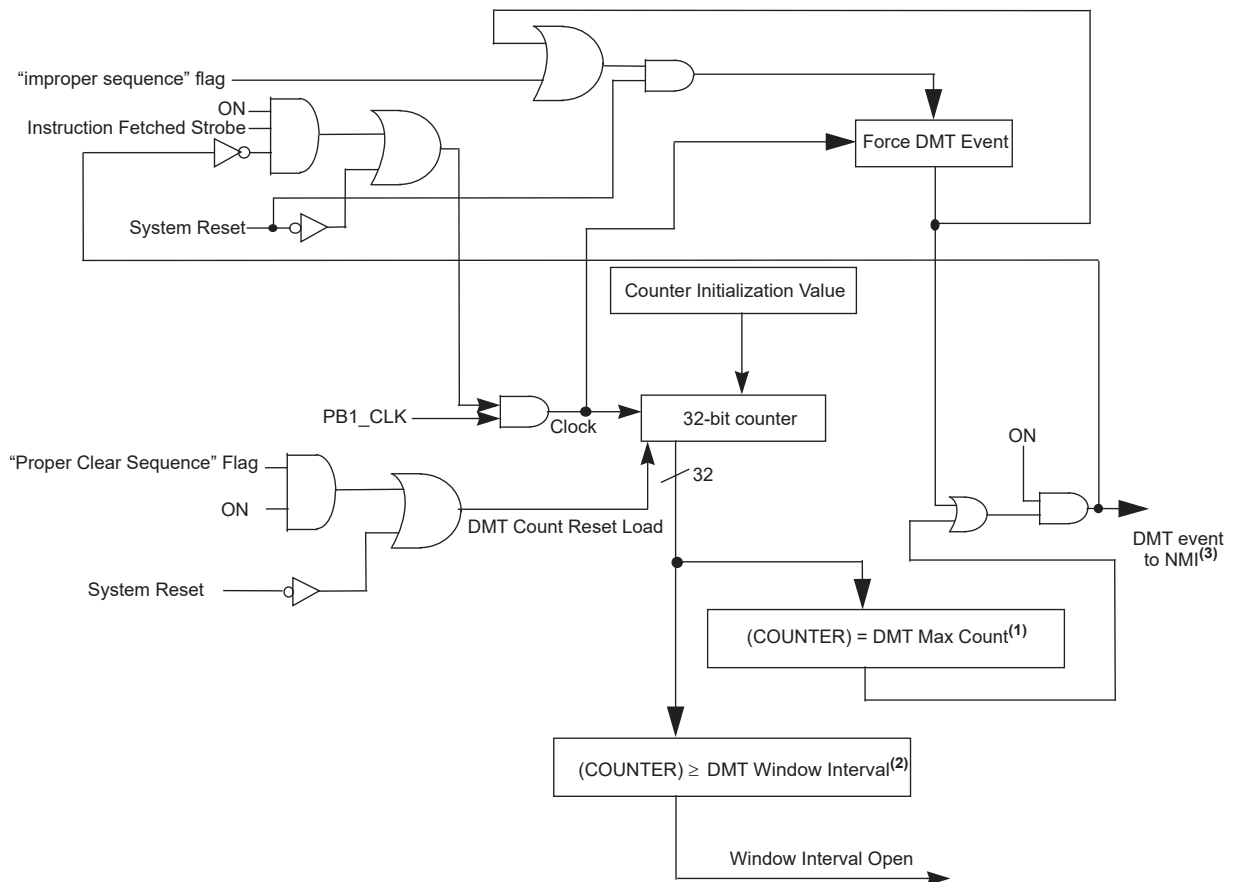 “improper sequence” flag
ON
Instruction Fetched Strobe
Force DMT Event
System Reset
Counter Initialization Value
PB1_CLK
Clock
32-bit counter
ON
“Proper Clear Sequence” Flag
32
ON
DMT Count Reset Load
DMT event
to NMI(3)
System Reset
(COUNTER) = DMT Max Count(1)
(COUNTER) ≥ DMT Window Interval(2)
Window Interval Open